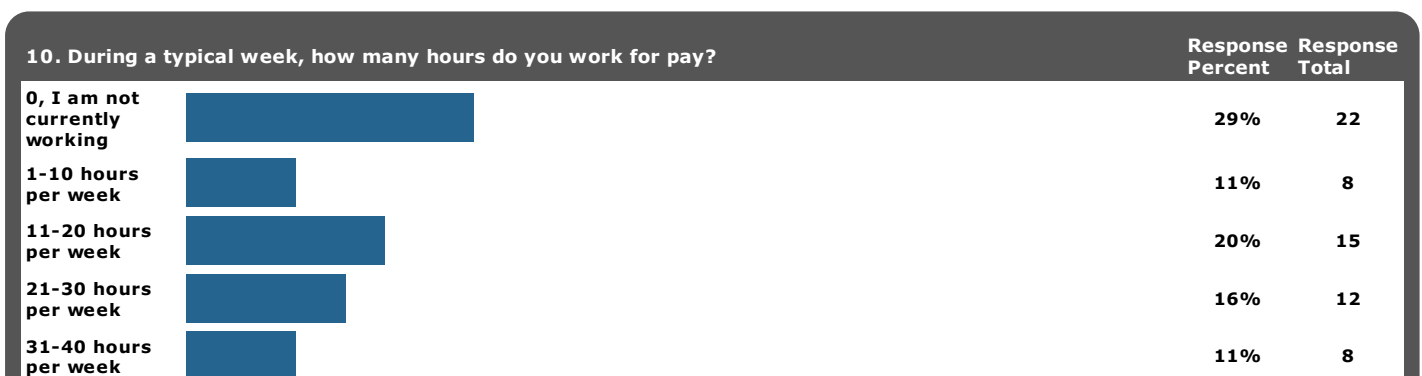 10. During a typical week, how many hours do you work for pay?
Response Response
Percent Total
0, I am not
currently
working
29% 22
1-10 hours
per week
11% 8
11-20 hours
per week
20% 15
21-30 hours
per week
16% 12
31-40 hours
per week
11% 8